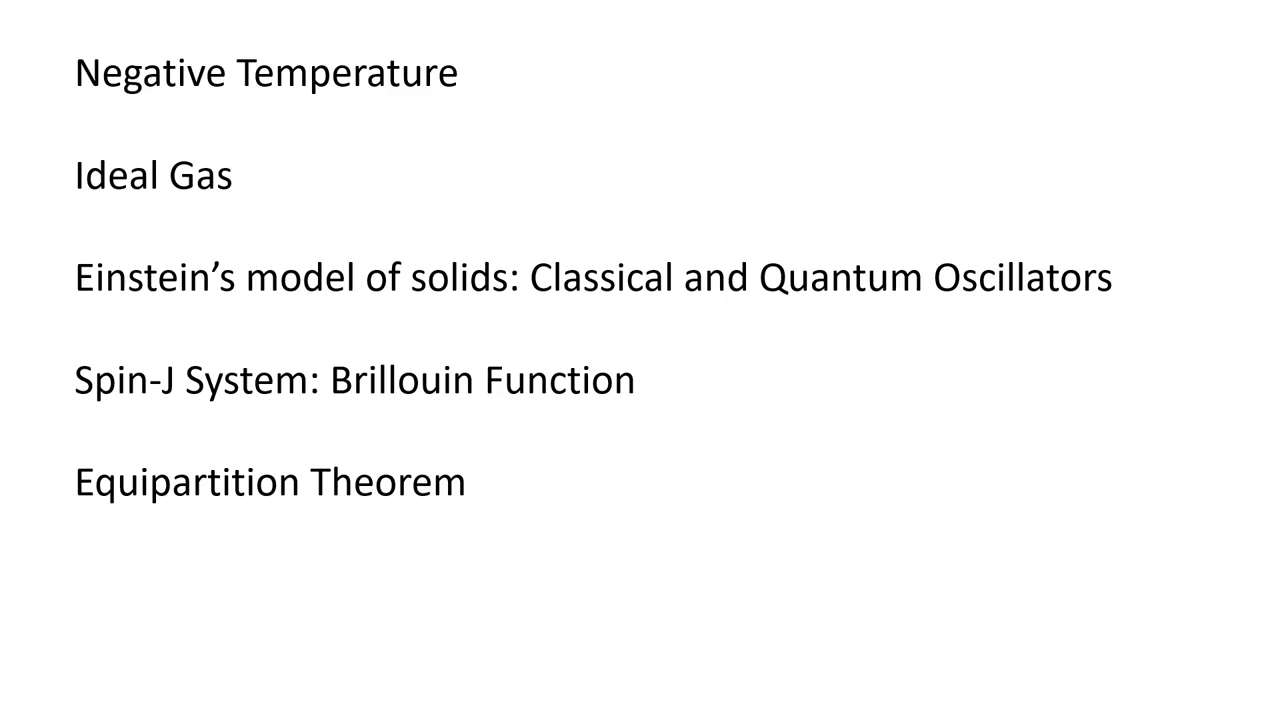 Negative Temperature
Ideal Gas
Einstein’s model of solids: Classical and Quantum Oscillators
Spin-J System: Brillouin Function
Equipartition Theorem